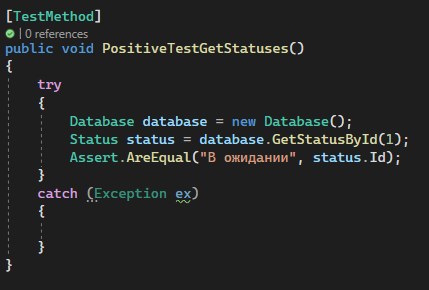 [TestMethod]
| 0 references
public void PositiveTestGetStatuses()
{
try
{
Database database = new Database();
Status status = database.GetStatusById(1);
Assert.AreEqual("В ожидании", status.Id);
}
catch (Exception ex)
{
}
}